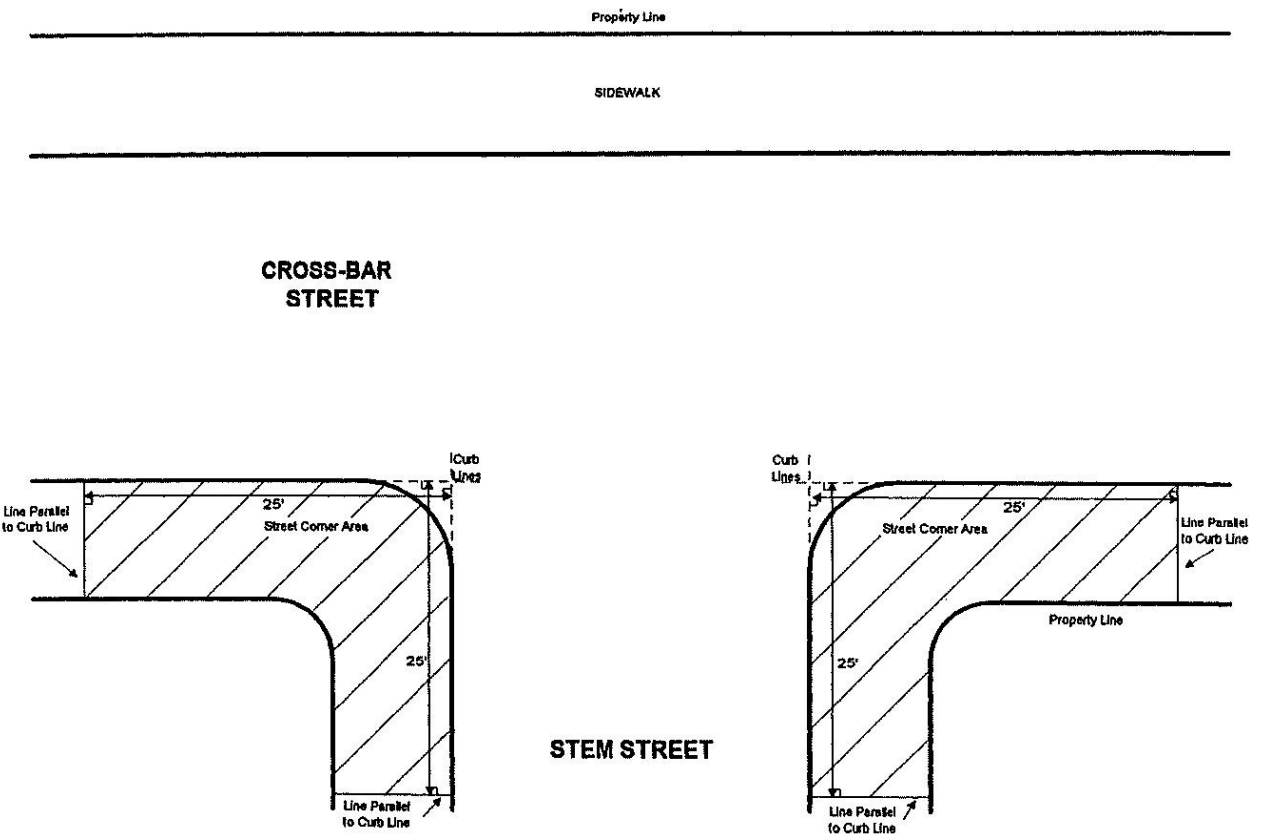 Property Line
SIDEWALK
CROSS-BAR
STREET
Curb
Lines
25'
Street Corner Area
Line Parallel
to Curb Line
25'
Line Parallel
to Curb Line
Curb
Lines
25'
Street Corner Area
Line Parallel
to Curb Line
Property Line
25'
Line Parallel
to Curb Line
STEM STREET